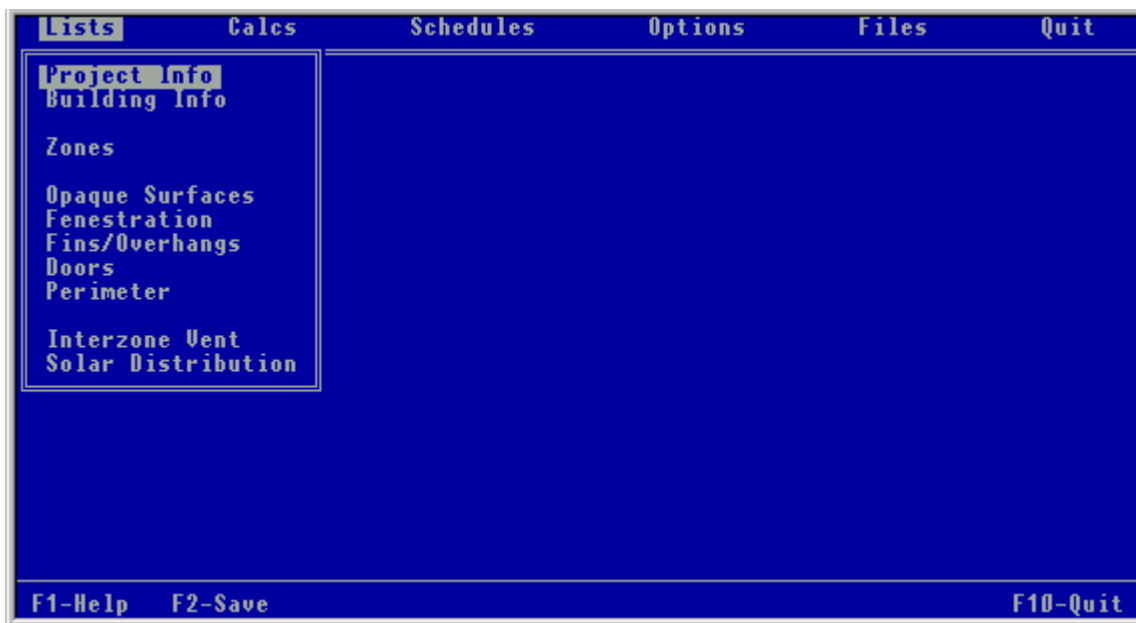 Lists Calcs Schedules Options Files Quit
Project Info
Building Info
Zones
Opaque Surfaces
Fenestration
Fins/Overhangs
Doors
Perimeter
Interzone Vent
Solar Distribution
F1-Help F2-Save F10-Quit